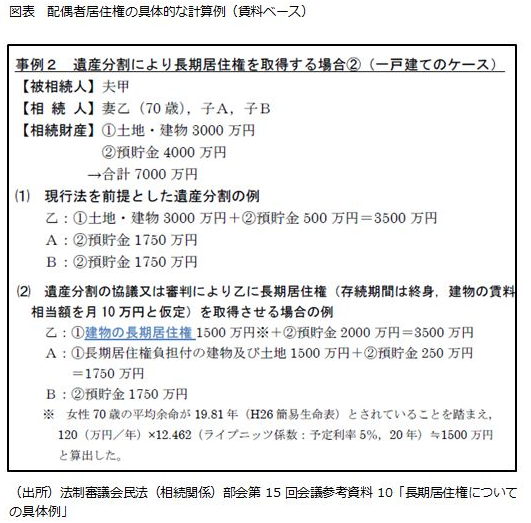 図表　配偶者居住権の具体的な計算例（賃料ベース）
事例２　遺産分割により長期居住権を取得する場合②（一戸建てのケース）
【被相続人】夫甲
【相 続 人】妻乙（70 歳），子Ａ，子Ｂ
【相続財産】①土地・建物 3000 万円
②預貯金 4000 万円
→合計 7000 万円
⑴　現行法を前提とした遺産分割の例
乙：①土地・建物 3000 万円＋②預貯金 500 万円＝3500 万円
Ａ：②預貯金 1750 万円
Ｂ：②預貯金 1750 万円
⑵　遺産分割の協議又は審判により乙に長期居住権（存続期間は終身，建物の賃料
相当額を月 10 万円と仮定）を取得させる場合の例
乙：①建物の長期居住権 1500 万円※＋②預貯金 2000 万円＝3500 万円
Ａ：①長期居住権負担付の建物及び土地 1500 万円＋②預貯金 250 万円
＝1750 万円
Ｂ：②預貯金 1750 万円
※　女性 70 歳の平均余命が 19.81 年（H26 簡易生命表）とされていることを踏まえ，
120（万円／年）×12.462（ライプニッツ係数：予定利率 5%，20 年）≒1500 万円
と算出した。
（出所）法制審議会民法（相続関係）部会第 15 回会議参考資料 10「長期居住権について
の具体例」